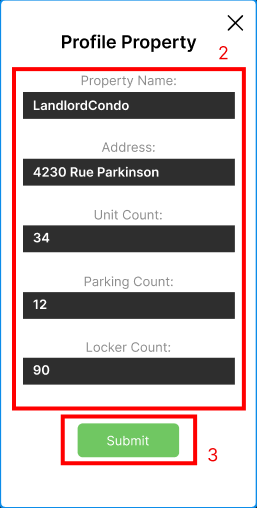 Profile Property
2
Property Name:
LandlordCondo
Address:
4230 Rue Parkinson
Unit Count:
34
Parking Count:
12
Locker Count:
90
Submit
3